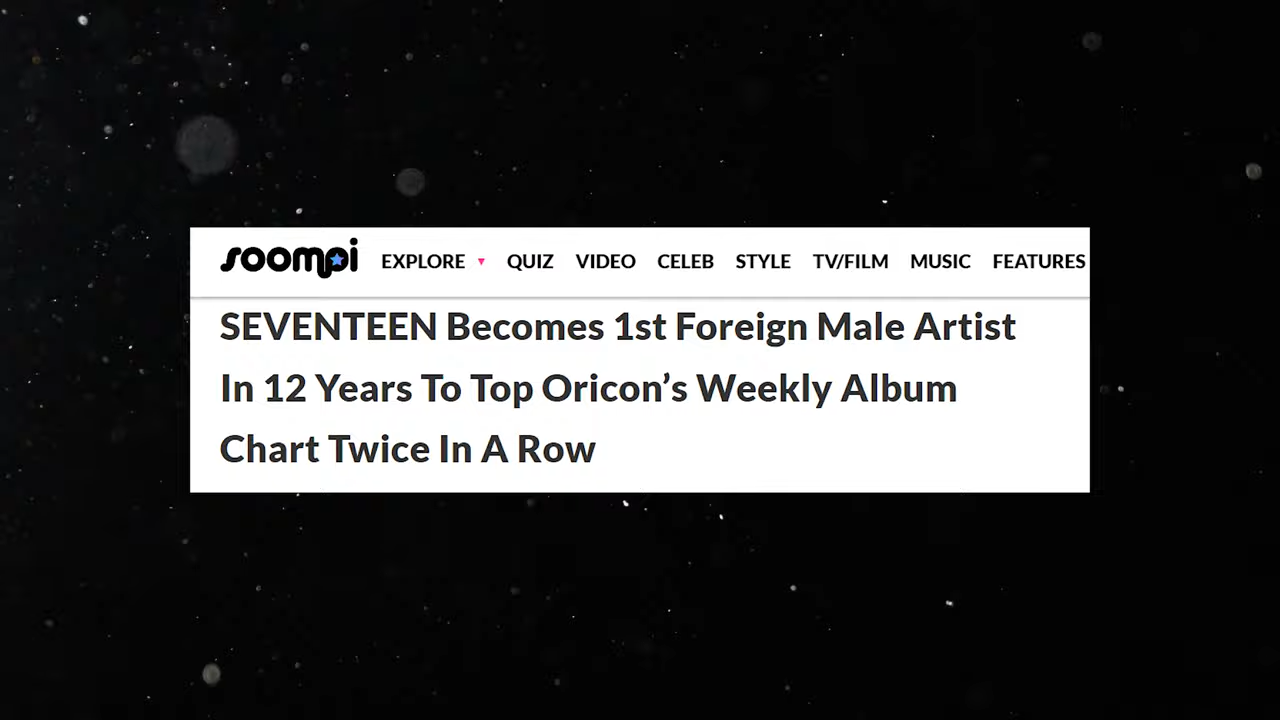 soompi EXPLORE ▼ QUIZ VIDEO CELEB STYLE TV/FILM MUSIC FEATURES
SEVENTEEN Becomes 1st Foreign Male Artist
In 12 Years To Top Oricon’s Weekly Album
Chart Twice In A Row